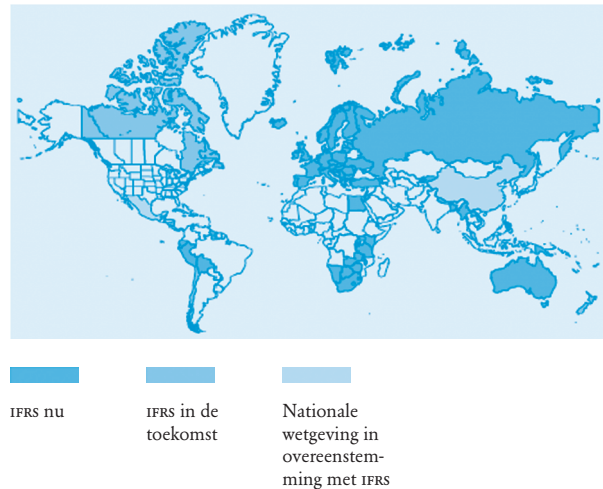 IFRS nu
IFRS in de
toekomst
Nationale
wetgeving in
overeenstem-
ming met IFRS